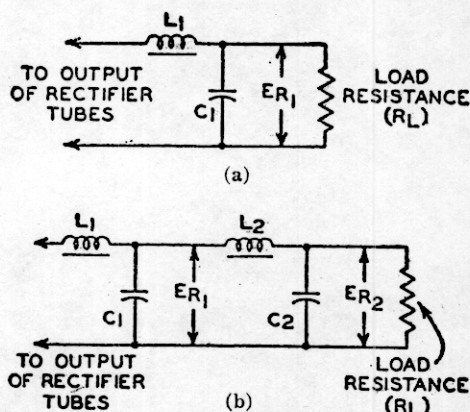 L1
TO OUTPUT
OF RECTIFIER
TUBES
C1
ER1
LOAD
RESISTANCE
(RL)
(a)
L1
L2
C1
ER1
C2
ER2
TO OUTPUT
OF RECTIFIER
TUBES
(b)
LOAD
RESISTANCE
(RL)